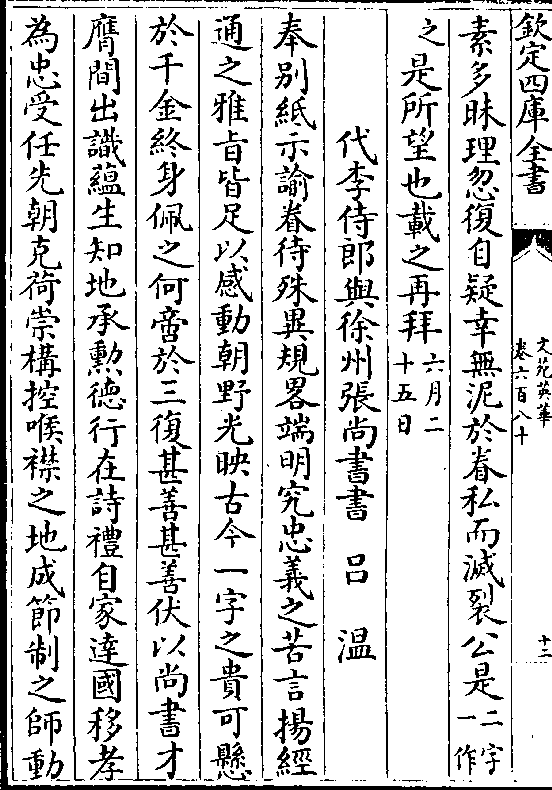 欽定四庫全書
文苑英華
卷六百八十
十二
素多昧理忽復自疑幸無泥於眷私而滅裂公是二字一作
之是所望也載之再拜六月二十五日
代李侍郎與徐州張尚書書 吕溫
奉別紙示諭眷待殊異規畧端明究忠義之苦言揚經
通之雅旨皆足以感動朝野光映古今一字之貴可懸
於千金終身佩之何啻於三復甚善甚善伏以尚書才
膺間出識蘊生知地承勲德行在詩禮自家達國移孝
為忠受任先朝克荷崇構控喉襟之地成節制之師動